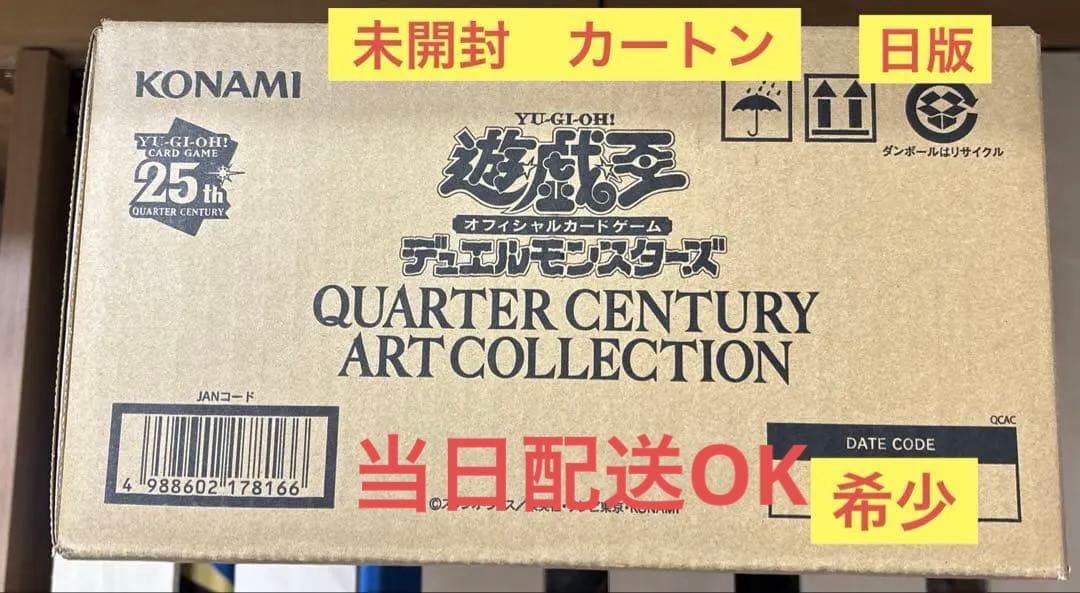 未開封 カートン
日版
KONAMI
YU-GI-OH!
CARD GAME
25th
QUARTER CENTURY
YU-GI-OH!
遊戯王
オフィシャルカードゲーム
デュエルモンスターズ
QUARTER CENTURY
ART COLLECTION
ダンボールはリサイクル
JANコード
4 988602 178166
当日配送OK
QCAC
DATE CODE
希少
・KONAMI